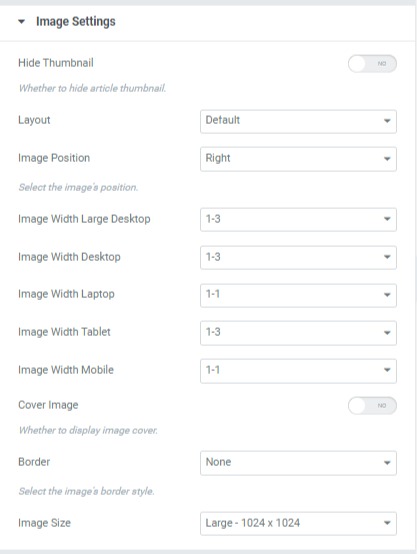 Image Settings
Hide Thumbnail NO
Whether to hide article thumbnail.
Layout Default
Image Position Right
Select the image's position.
Image Width Large Desktop 1-3
Image Width Desktop 1-3
Image Width Laptop 1-1
Image Width Tablet 1-3
Image Width Mobile 1-1
Cover Image NO
Whether to display image cover.
Border None
Select the image's border style.
Image Size Large - 1024 x 1024